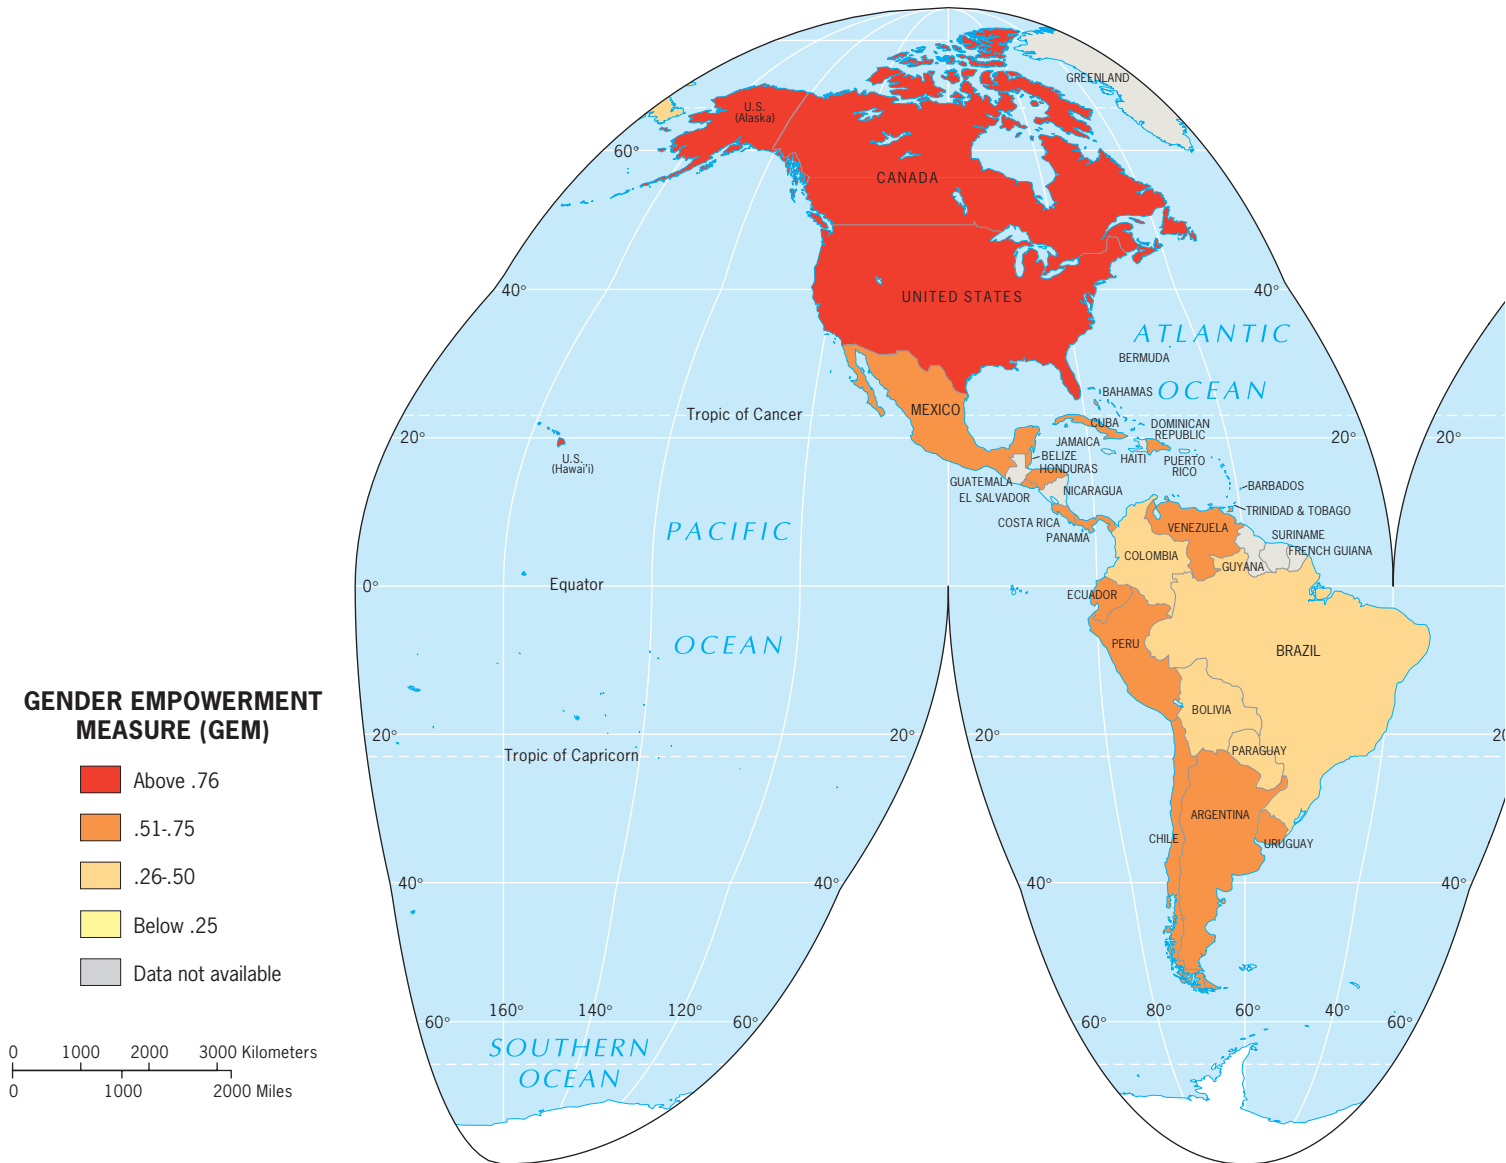 GREENLAND
U.S.
(Alaska)
60°
CANADA
40°
UNITED STATES
40°
ATLANTIC
BERMUDA
OCEAN
BAHAMAS
MEXICO
Tropic of Cancer
CUBA
DOMINICAN
REPUBLIC
20°
20°
20°
JAMAICA
BELIZE
HAITI
PUERTO
RICO
U.S.
(Hawai'i)
HONDURAS
GUATEMALA
NICARAGUA
BARBADOS
EL SALVADOR
TRINIDAD & TOBAGO
COSTA RICA
PACIFIC
VENEZUELA
PANAMA
SURINAME
COLOMBIA
FRENCH GUIANA
GUYANA
0°
Equator
ECUADOR
OCEAN
PERU
BRAZIL
GENDER EMPOWERMENT
MEASURE (GEM)
BOLIVIA
20°
20°
20°
20
Tropic of Capricorn
PARAGUAY
Above .76
ARGENTINA
.51-.75
CHILE
URUGUAY
.26-.50
40°
40°
40°
40°
Below .25
Data not available
160°
140°
120°
80°
60°
40°
60°
60°
60°
60°
SOUTHERN
OCEAN
0
1000
2000
3000 Kilometers
0
1000
2000 Miles